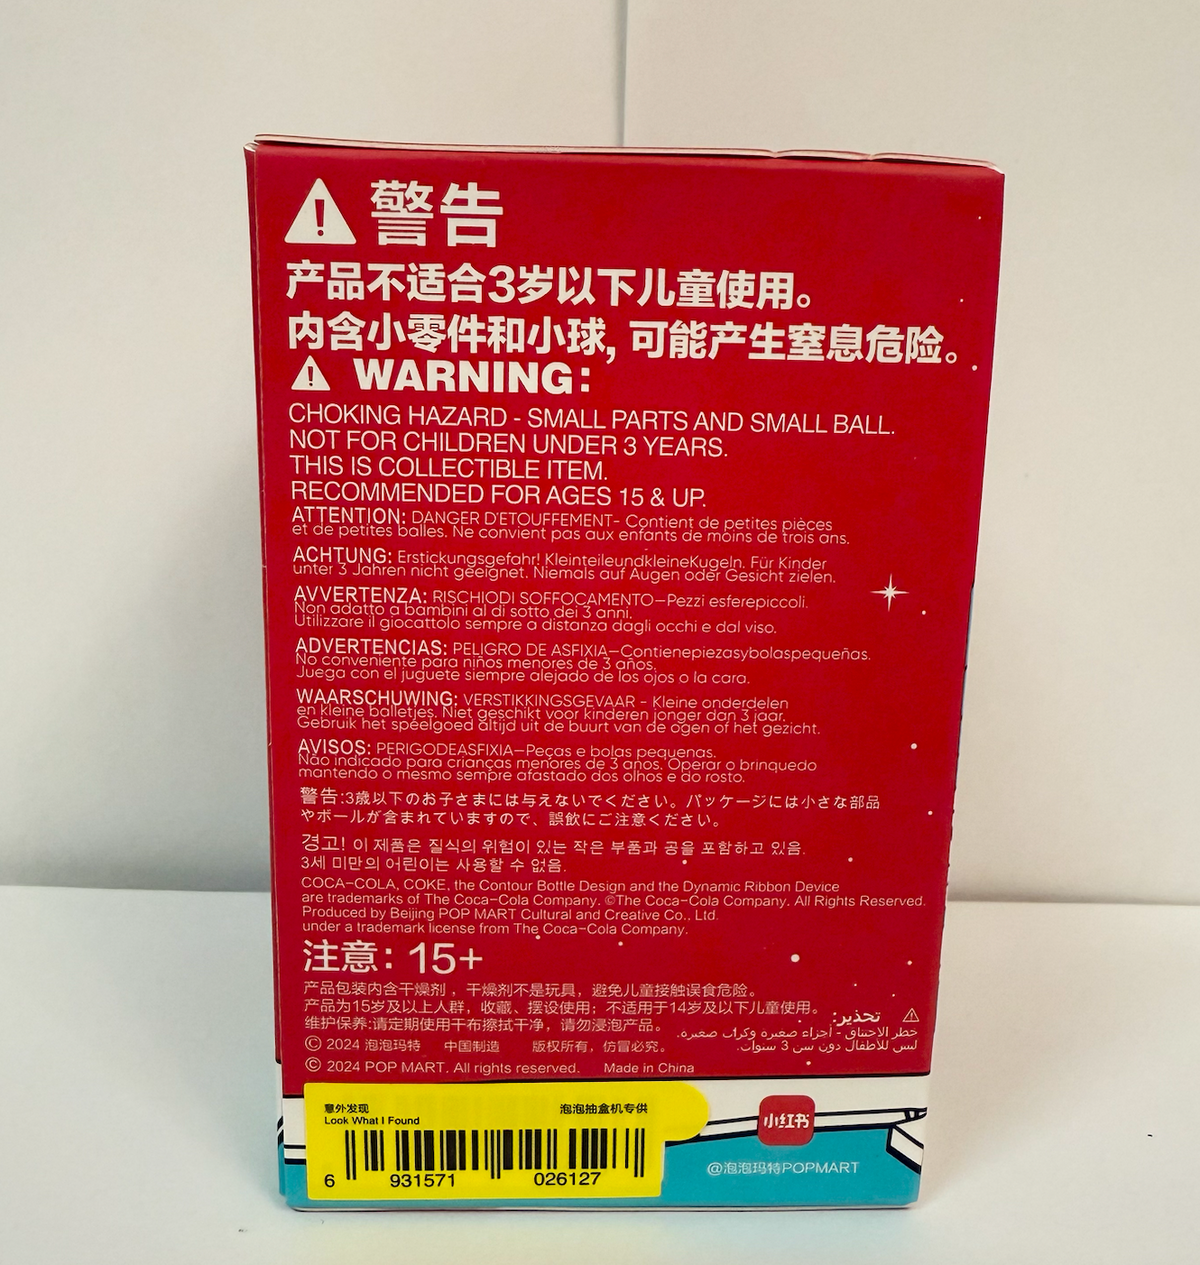 警告
产品不适合3岁以下儿童使用。
内含小零件和小球, 可能产生窒息危险。
WARNING:
CHOKING HAZARD - SMALL PARTS AND SMALL BALL.
NOT FOR CHILDREN UNDER 3 YEARS.
THIS IS COLLECTIBLE ITEM.
RECOMMENDED FOR AGES 15 & UP.
ATTENTION: DANGER D'ETOUFFEMENT- Contient de petites pièces
et de petites balles. Ne convient pas aux enfants de moins de trois ans.
ACHTUNG: Erstickungsgefahr! KleinteileundkleineKugeln. Für Kinder
unter 3 Jahren nicht geeignet. Niemals auf Augen oder Gesicht zielen.
AVVERTENZA: RISCHIODI SOFFOCAMENTO–Pezzi esferepiccoli.
Non adatto a bambini al di sotto dei 3 anni.
Utilizzare il giocattolo sempre a distanza dagli occhi e dal viso.
ADVERTENCIAS: PELIGRO DE ASFIXIA–Contienepiezasybolaspequeñas.
No conveniente para niños menores de 3 años.
Juega con el juguete siempre alejado de los ojos o la cara.
WAARSCHUWING: VERSTIKKINGSGEVAAR - Kleine onderdelen
en kleine balletjes. Niet geschikt voor kinderen jonger dan 3 jaar.
Gebruik het speelgoed altijd uit de buurt van de ogen of het gezicht.
AVISOS: PERIGODEASFIXIA–Peças e bolas pequenas.
Não indicado para crianças menores de 3 anos. Operar o brinquedo
mantendo o mesmo sempre afastado dos olhos e do rosto.
警告:3歳以下のお子さまには与えないでください。パッケージには小さな部品
やボールが含まれていますので、誤飲にご注意ください。
경고! 이 제품은 질식의 위험이 있는 작은 부품과 공을 포함하고 있음.
3세 미만의 어린이는 사용할 수 없음.
COCA-COLA, COKE, the Contour Bottle Design and the Dynamic Ribbon Device
are trademarks of The Coca-Cola Company. ©The Coca-Cola Company. All Rights Reserved.
Produced by Beijing POP MART Cultural and Creative Co., Ltd.
under a trademark license from The Coca-Cola Company.
注意: 15+
产品包装内含干燥剂，干燥剂不是玩具，避免儿童接触误食危险。
产品为15岁及以上人群，收藏、摆设使用；不适用于14岁及以下儿童使用。
维护保养:请定期使用干布擦拭干净，请勿浸泡产品。
تحذير:
خطر الاختناق - أجزاء صغيرة وكرات صغيرة.
ليس للأطفال دون سن 3 سنوات.
© 2024 泡泡玛特 中国制造 版权所有，仿冒必究。
© 2024 POP MART. All rights reserved. Made in China
意外发现 泡泡抽盒机专供
Look What I Found
6 931571 026127
小红书
@泡泡玛特POPMART